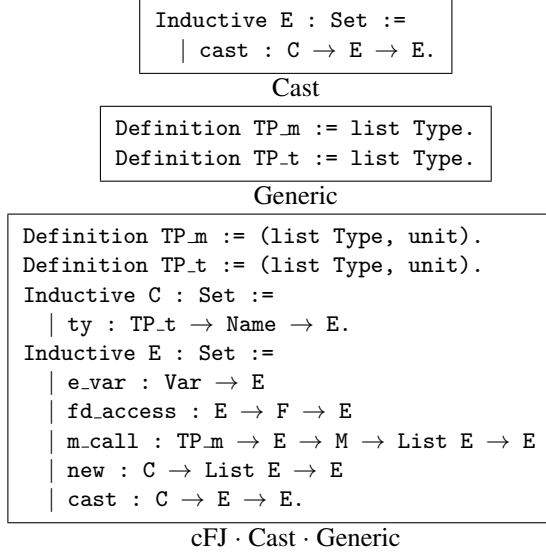 Inductive E : Set :=
| cast : C → E → E.
Cast
Definition TP_m := list Type.
Definition TP_t := list Type.
Generic
Definition TP_m := (list Type, unit).
Definition TP_t := (list Type, unit).
Inductive C : Set :=
| ty : TP_t → Name → E.
Inductive E : Set :=
| e_var : Var → E
| fd_access : E → F → E
| m_call : TP_m → E → M → List E → E
| new : C → List E → E
| cast : C → E → E.
cFJ · Cast · Generic